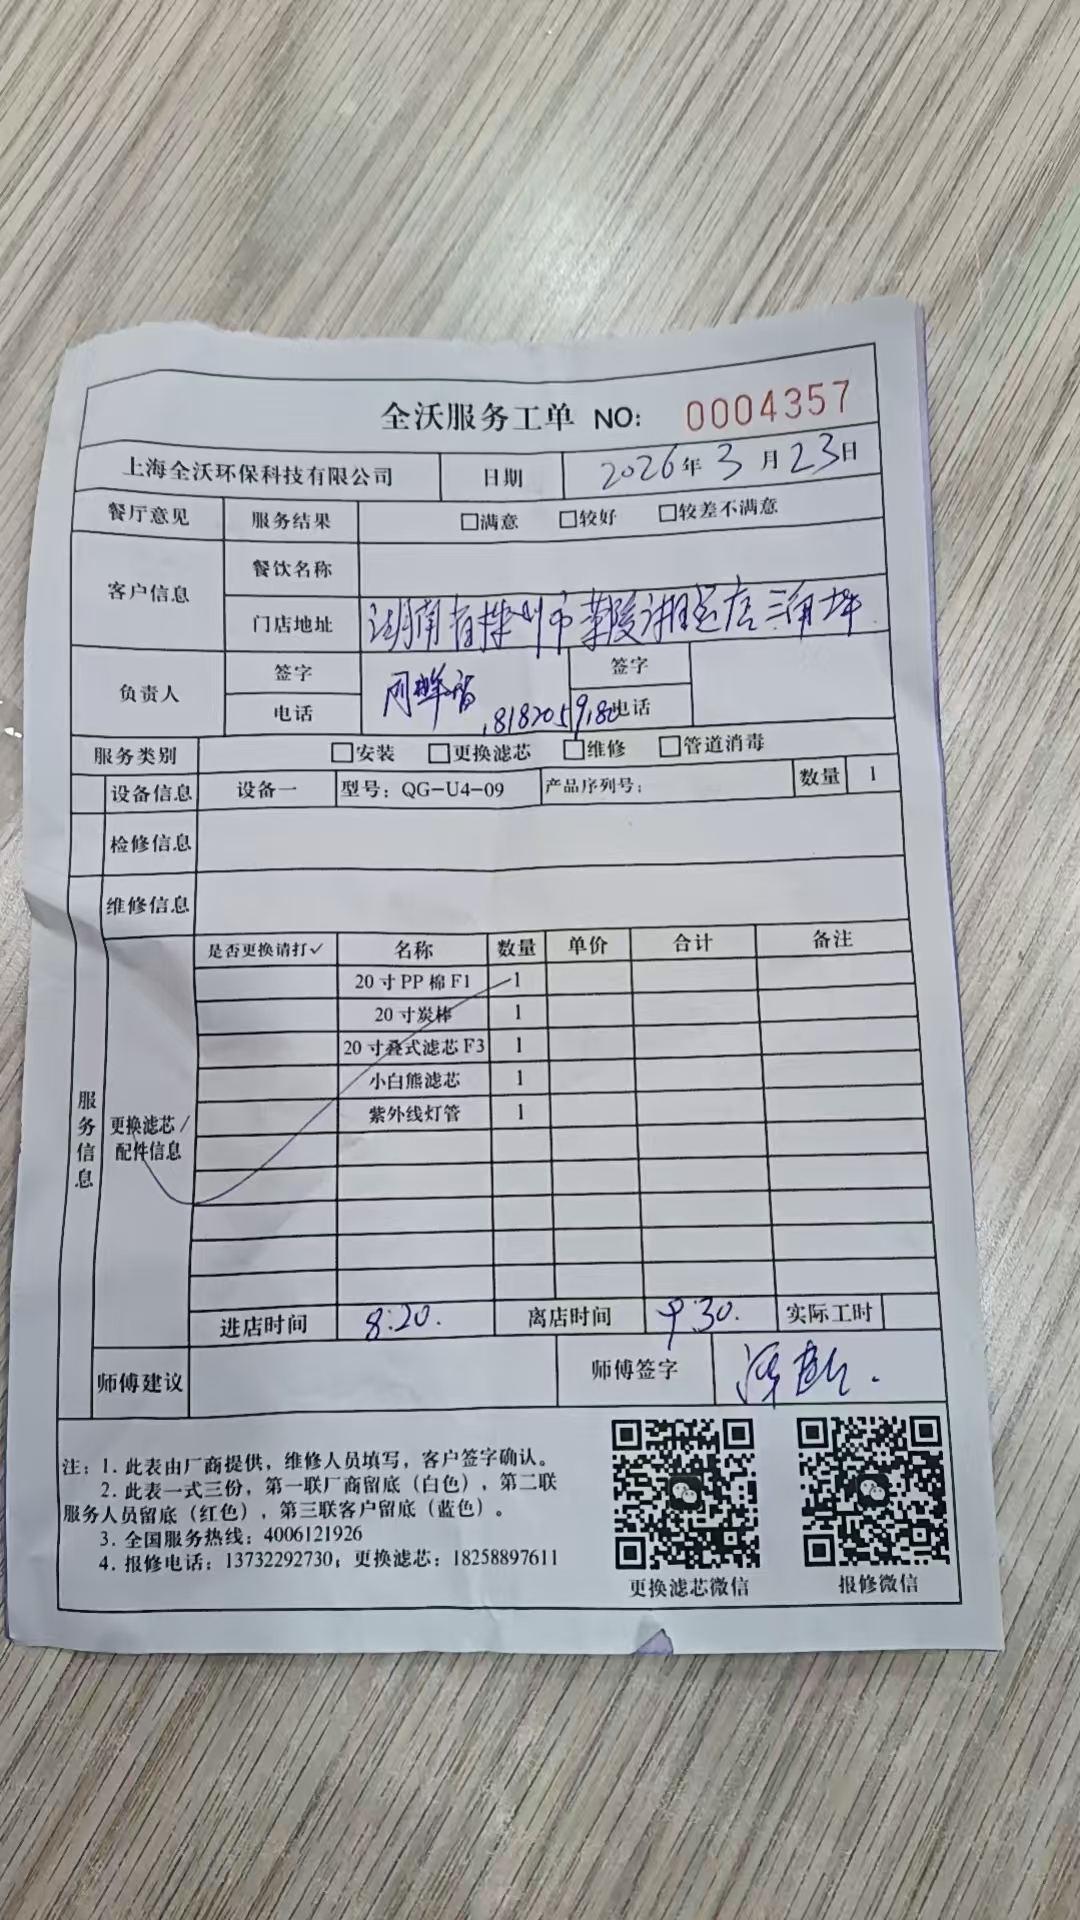 全沃服务工单 NO: 0004357
上海全沃环保科技有限公司 日期 2026年3月23日
餐厅意见 服务结果 □满意 □较好 □较差不满意
客户信息 餐饮名称
门店地址 湖南省株洲市茶陵湘运店三角坪
负责人 签字 签字
电话 电话
服务类别 □安装 □更换滤芯 □维修 □管道消毒
设备信息 设备一 型号：QG-U4-09 产品序列号： 数量 1
检修信息
维修信息
服务信息
更换滤芯/
配件信息
是否更换请打✓ 名称 数量 单价 合计 备注
20寸PP棉F1 1
20寸炭棒 1
20寸叠式滤芯F3 1
小白熊滤芯 1
紫外线灯管 1
进店时间 8:20. 离店时间 9:30. 实际工时
师傅建议 师傅签字
注：1. 此表由厂商提供，维修人员填写，客户签字确认。
2. 此表一式三份，第一联厂商留底（白色），第二联
服务人员留底（红色），第三联客户留底（蓝色）。
3. 全国服务热线：4006121926
4. 报修电话：13732292730；更换滤芯：18258897611
更换滤芯微信 报修微信